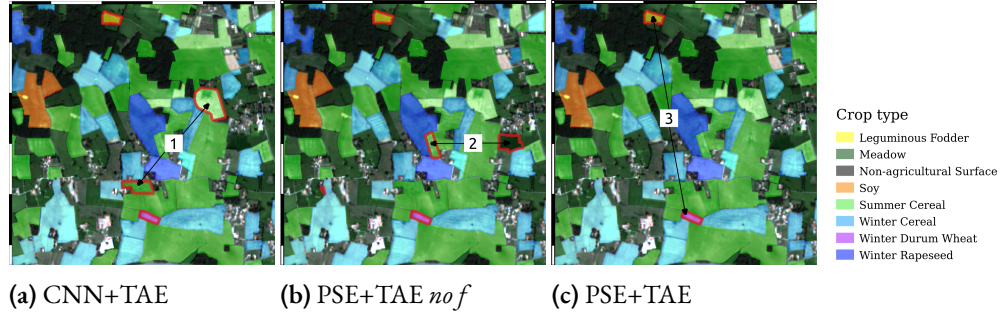 1
2
3
Crop type
Leguminous Fodder
Meadow
Non-agricultural Surface
Soy
Summer Cereal
Winter Cereal
Winter Durum Wheat
Winter Rapeseed
(a) CNN+TAE
(b) PSE+TAE no f
(c) PSE+TAE